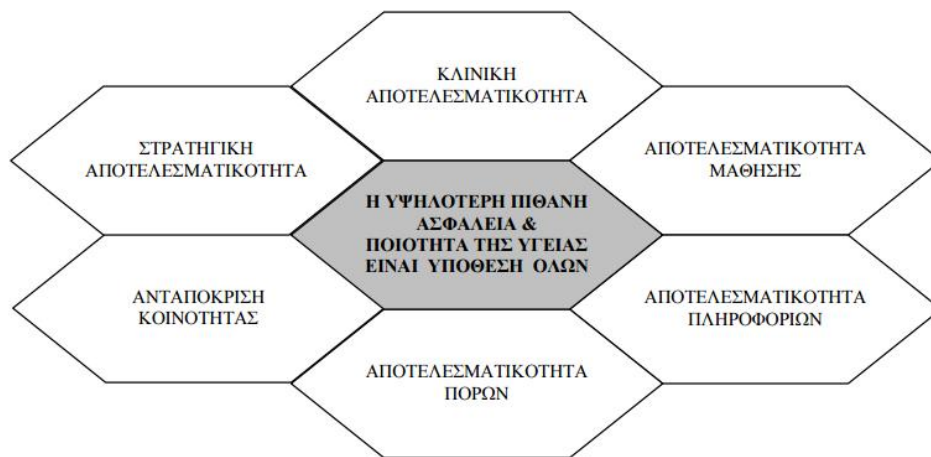 ΚΛΙΝΙΚΗ
ΑΠΟΤΕΛΕΣΜΑΤΙΚΟΤΗΤΑ
ΣΤΡΑΤΗΓΙΚΗ
ΑΠΟΤΕΛΕΣΜΑΤΙΚΟΤΗΤΑ
ΑΠΟΤΕΛΕΣΜΑΤΙΚΟΤΗΤΑ
ΜΑΘΗΣΗΣ
Η ΥΨΗΛΟΤΕΡΗ ΠΙΘΑΝΗ
ΑΣΦΑΛΕΙΑ &
ΠΟΙΟΤΗΤΑ ΤΗΣ ΥΓΕΙΑΣ
ΕΙΝΑΙ ΥΠΟΘΕΣΗ ΟΛΩΝ
ΑΝΤΑΠΟΚΡΙΣΗ
ΚΟΙΝΟΤΗΤΑΣ
ΑΠΟΤΕΛΕΣΜΑΤΙΚΟΤΗΤΑ
ΠΛΗΡΟΦΟΡΙΩΝ
ΑΠΟΤΕΛΕΣΜΑΤΙΚΟΤΗΤΑ
ΠΟΡΩΝ